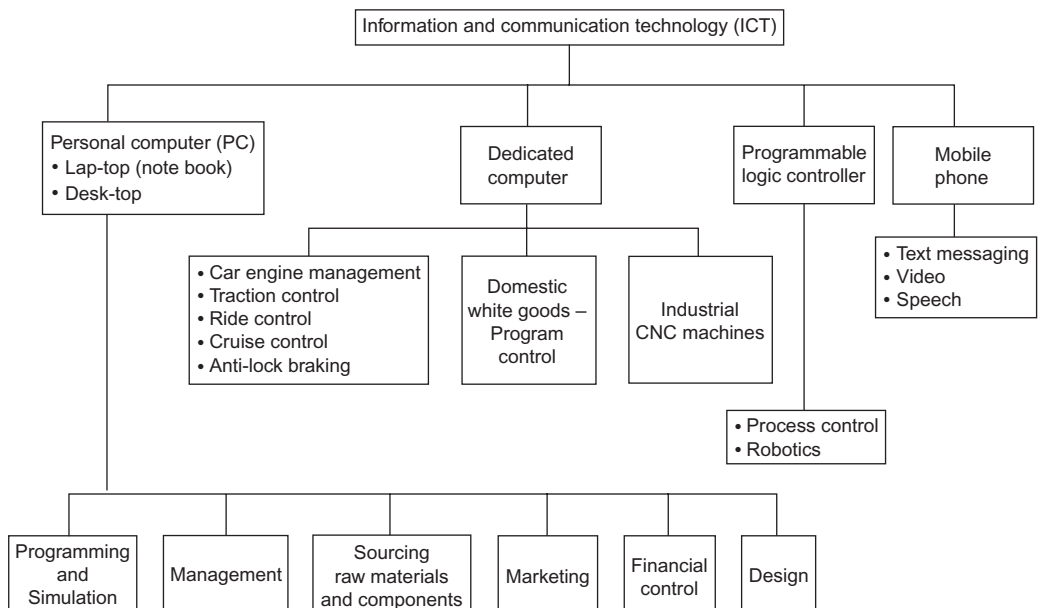 Information and communication technology (ICT)
Personal computer (PC)
• Lap-top (note book)
• Desk-top
Dedicated
computer
Programmable
logic controller
Mobile
phone
• Text messaging
• Video
• Speech
• Car engine management
• Traction control
• Ride control
• Cruise control
• Anti-lock braking
Domestic
white goods –
Program
control
Industrial
CNC machines
• Process control
• Robotics
Programming
and
Simulation
Management
Sourcing
raw materials
and components
Marketing
Financial
control
Design